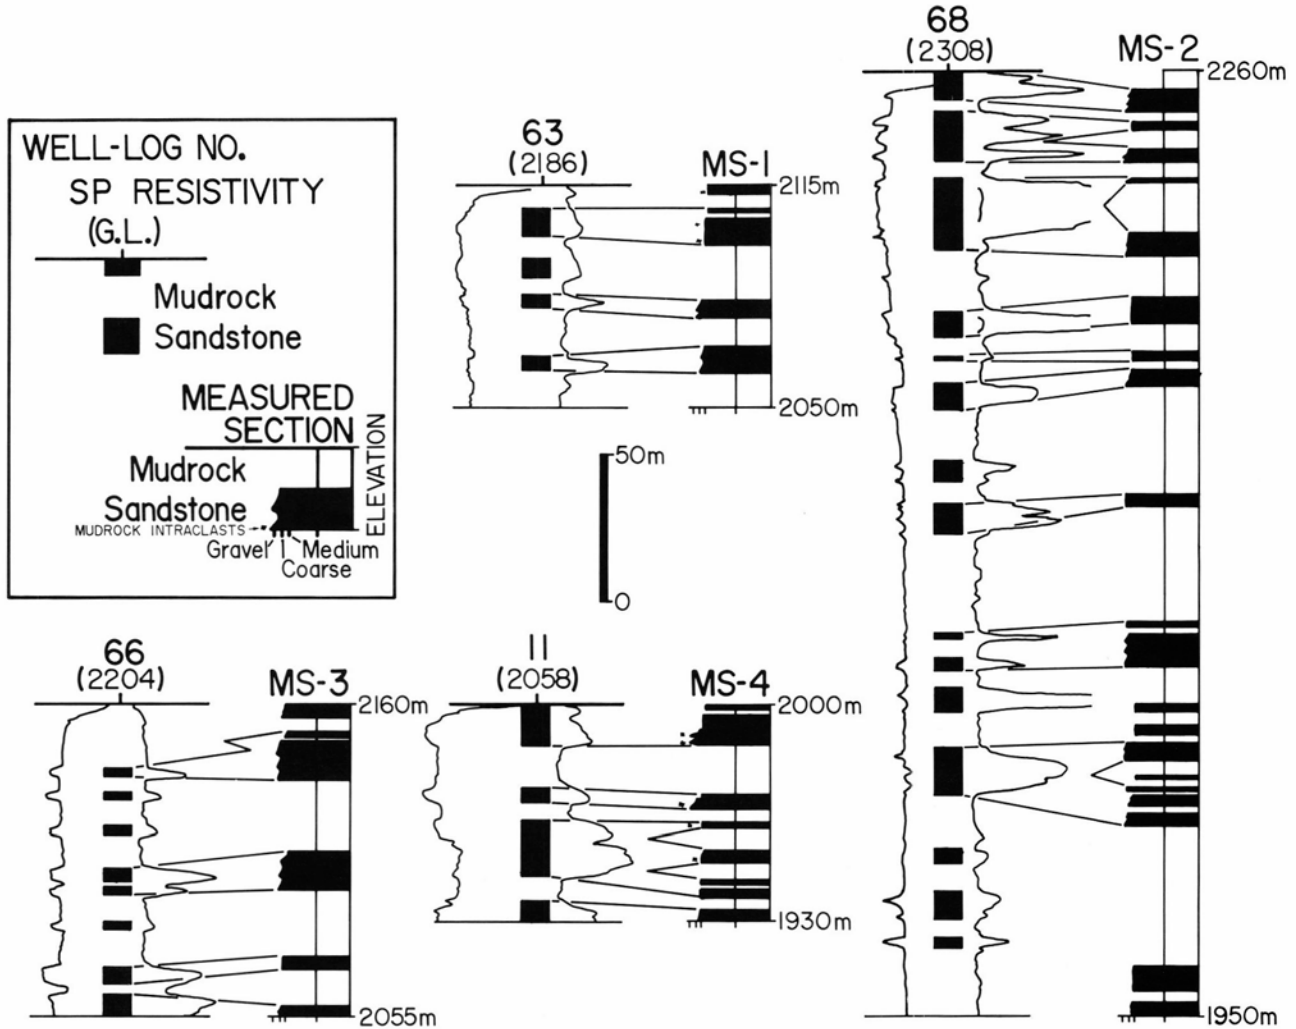 WELL-LOG NO.
SP RESISTIVITY
(G.L.)
Mudrock
Sandstone
MEASURED
SECTION
ELEVATION
Mudrock
Sandstone
MUDROCK INTRACLASTS
Gravel
Medium
Coarse
63
(2186)
MS-1
2115m
2050m
50m
0
68
(2308)
MS-2
2260m
1950m
66
(2204)
MS-3
2160m
2055m
11
(2058)
MS-4
2000m
1930m